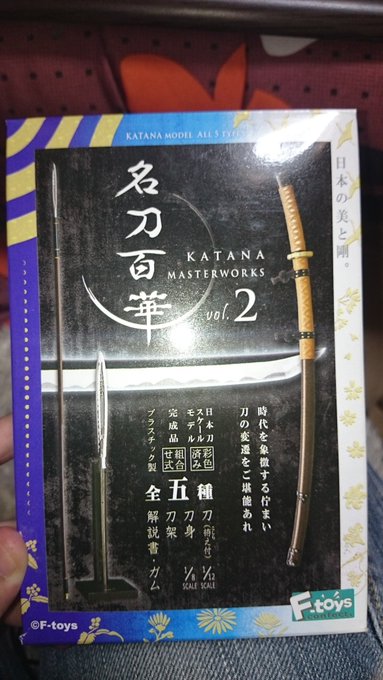 KATANA MODEL ALL 5 TYPES
日本の美と剛。
名刀百華
KATANA
MASTERWORKS
vol.2
時代を象徴する佇まい
刀の変遷をご堪能あれ
日本刀
スケール
モデル
完成品
プラスチック製
彩色済み
組合せ式
全五種
刀(拵え付) 1/12 SCALE
刀身 1/8 SCALE
刀架
解説書・ガム
F-toys
confect
©F-toys